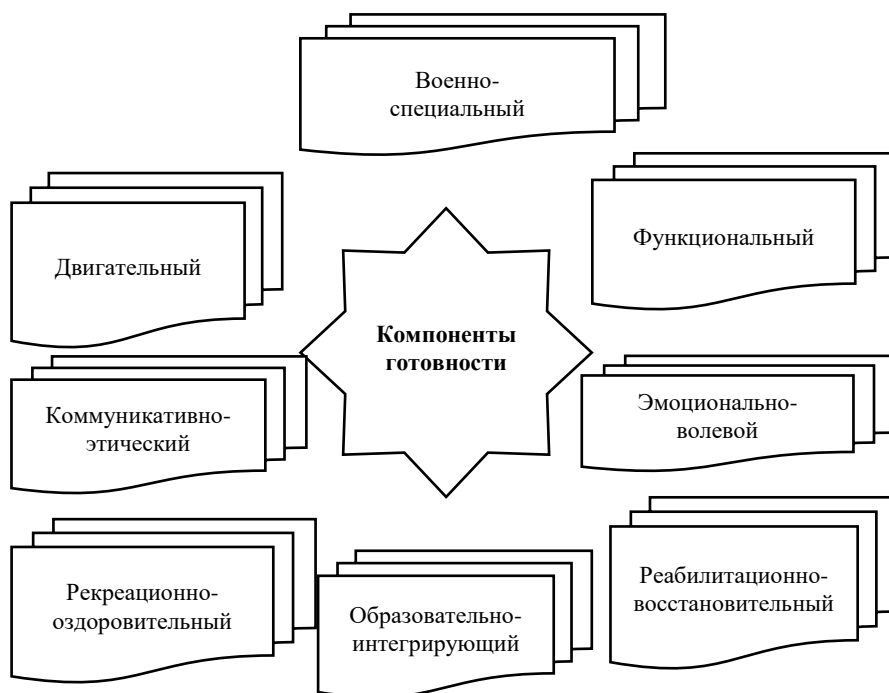 Военно-
специальный
Двигательный
Функциональный
Компоненты
готовности
Коммуникативно-
этический
Эмоционально-
волевой
Рекреационно-
оздоровительный
Образовательно-
интегрирующий
Реабилитационно-
восстановительный